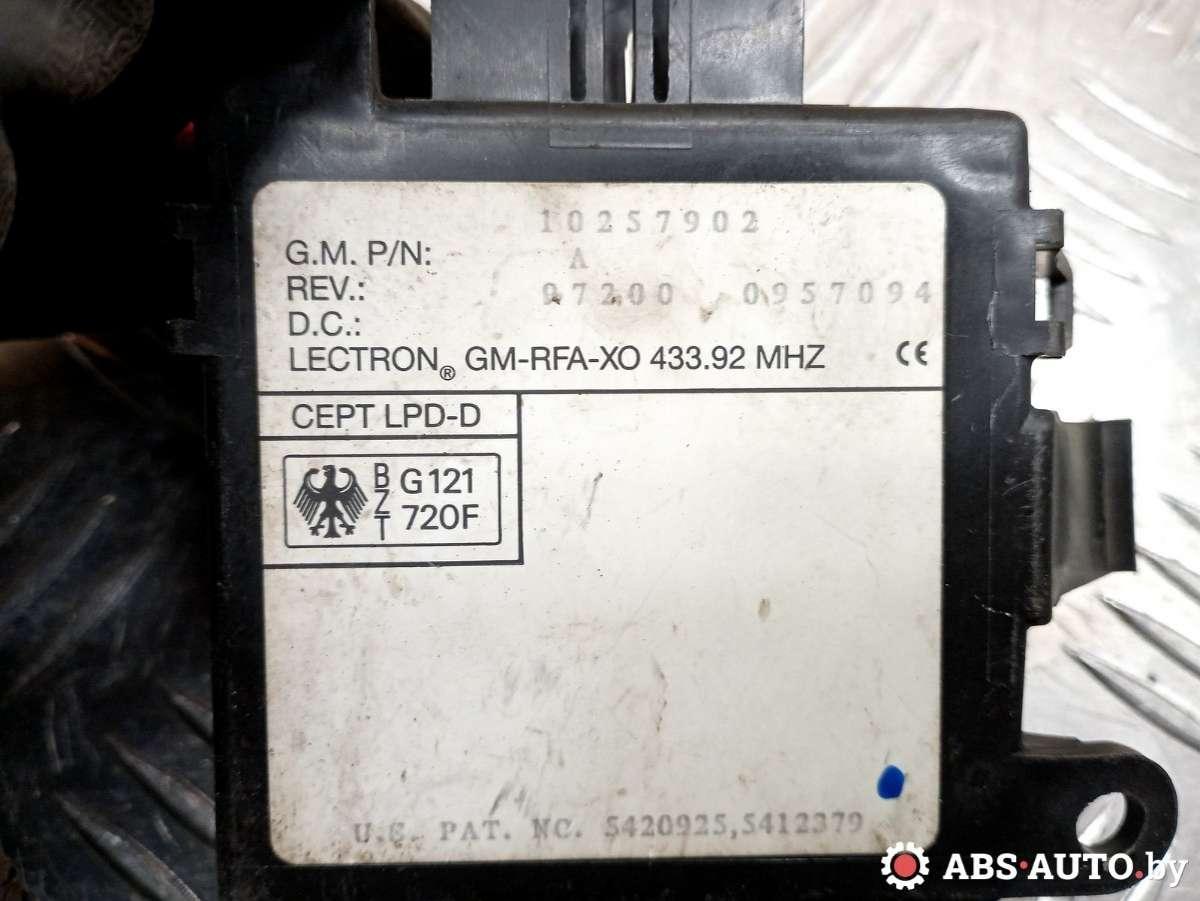 10257902
G.M. P/N:
A
REV.:
97200 0957094
D.C.:
LECTRON® GM-RFA-XO 433.92 MHZ CE
CEPT LPD-D
BZT G121 720F
U.S. PAT. NO. 5420925,5412379
ABS·AUTO.by